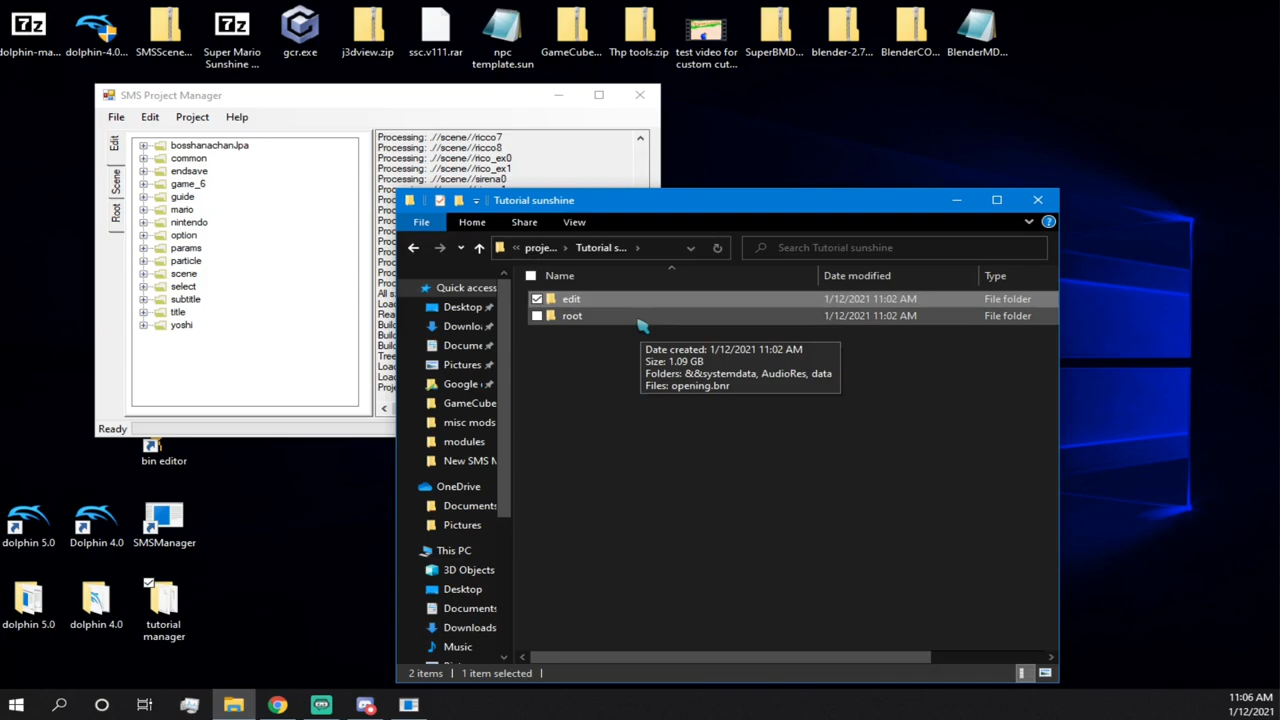 dolphin-ma...
dolphin-4.0...
SMSScene...
Super Mario
Sunshine ...
gcr.exe
j3dview.zip
ssc.v111.rar
npc
template.sun
GameCube...
Thp tools.zip
test video for
custom cut...
SuperBMD...
blender-2.7...
BlenderCO...
BlenderMD...
SMS Project Manager
File Edit Project Help
Edit
Scene
Root
bosshanachanJpa
common
endsave
game_6
guide
mario
nintendo
option
params
particle
scene
select
subtitle
title
yoshi
Processing: .//scene//ricco7
Processing: .//scene//ricco8
Processing: .//scene//rico_ex0
Processing: .//scene//rico_ex1
Processing: .//scene//sirena0
Ready
Tutorial sunshine
File Home Share View
« proje... › Tutorial s... ›
Search Tutorial sunshine
Name Date modified Type
edit 1/12/2021 11:02 AM File folder
root 1/12/2021 11:02 AM File folder
Date created: 1/12/2021 11:02 AM
Size: 1.09 GB
Folders: &&systemdata, AudioRes, data
Files: opening.bnr
Quick access
Desktop
Downlo
Docume
Pictures
Google
GameCube
misc mods
modules
New SMS M
OneDrive
Documents
Pictures
This PC
3D Objects
Desktop
Documents
Downloads
Music
2 items 1 item selected
bin editor
dolphin 5.0
Dolphin 4.0
SMSManager
dolphin 5.0
dolphin 4.0
tutorial
manager
11:06 AM
1/12/2021